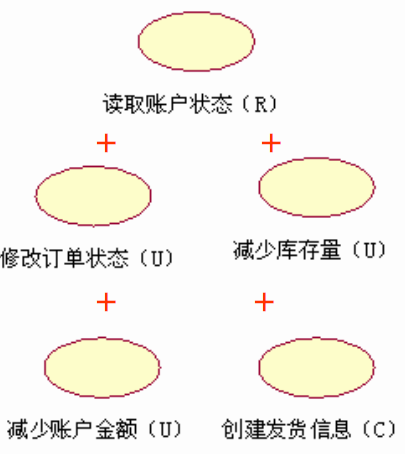 读取账户状态（R）
+ +
修改订单状态（U）
减少库存量（U）
+ +
减少账户金额（U）
创建发货信息（C）